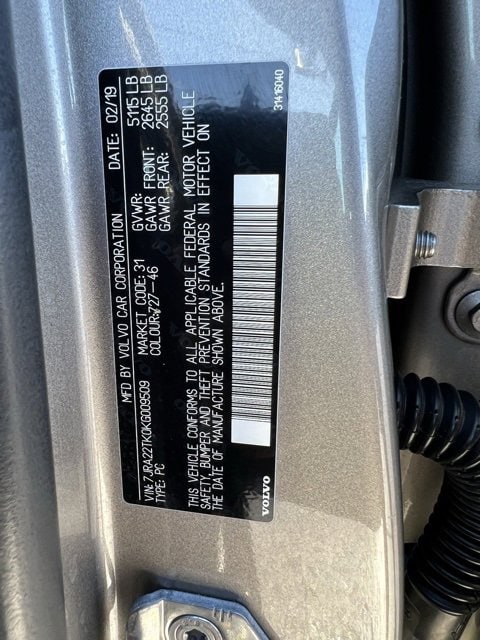 MFD BY VOLVO CAR CORPORATION DATE: 02/19
VIN: 7JRA22TK0KG009509 MARKET CODE: 31 GVWR: 5115 LB
TYPE: PC COLOUR: 727-46 GAWR FRONT: 2645 LB
GAWR REAR: 2555 LB
THIS VEHICLE CONFORMS TO ALL APPLICABLE FEDERAL MOTOR VEHICLE
SAFETY, BUMPER AND THEFT PREVENTION STANDARDS IN EFFECT ON
THE DATE OF MANUFACTURE SHOWN ABOVE.
VOLVO 31416040